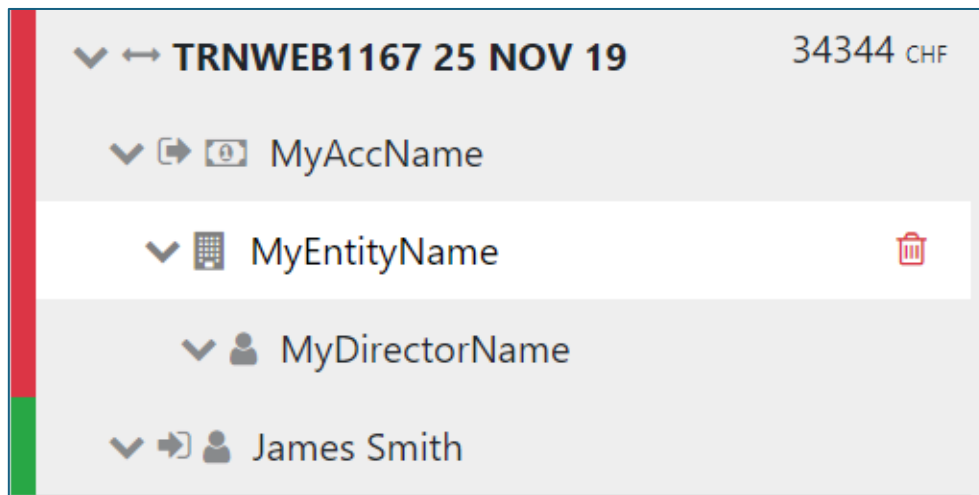 TRNWEB1167 25 NOV 19 34344 CHF
MyAccName
MyEntityName
MyDirectorName
James Smith